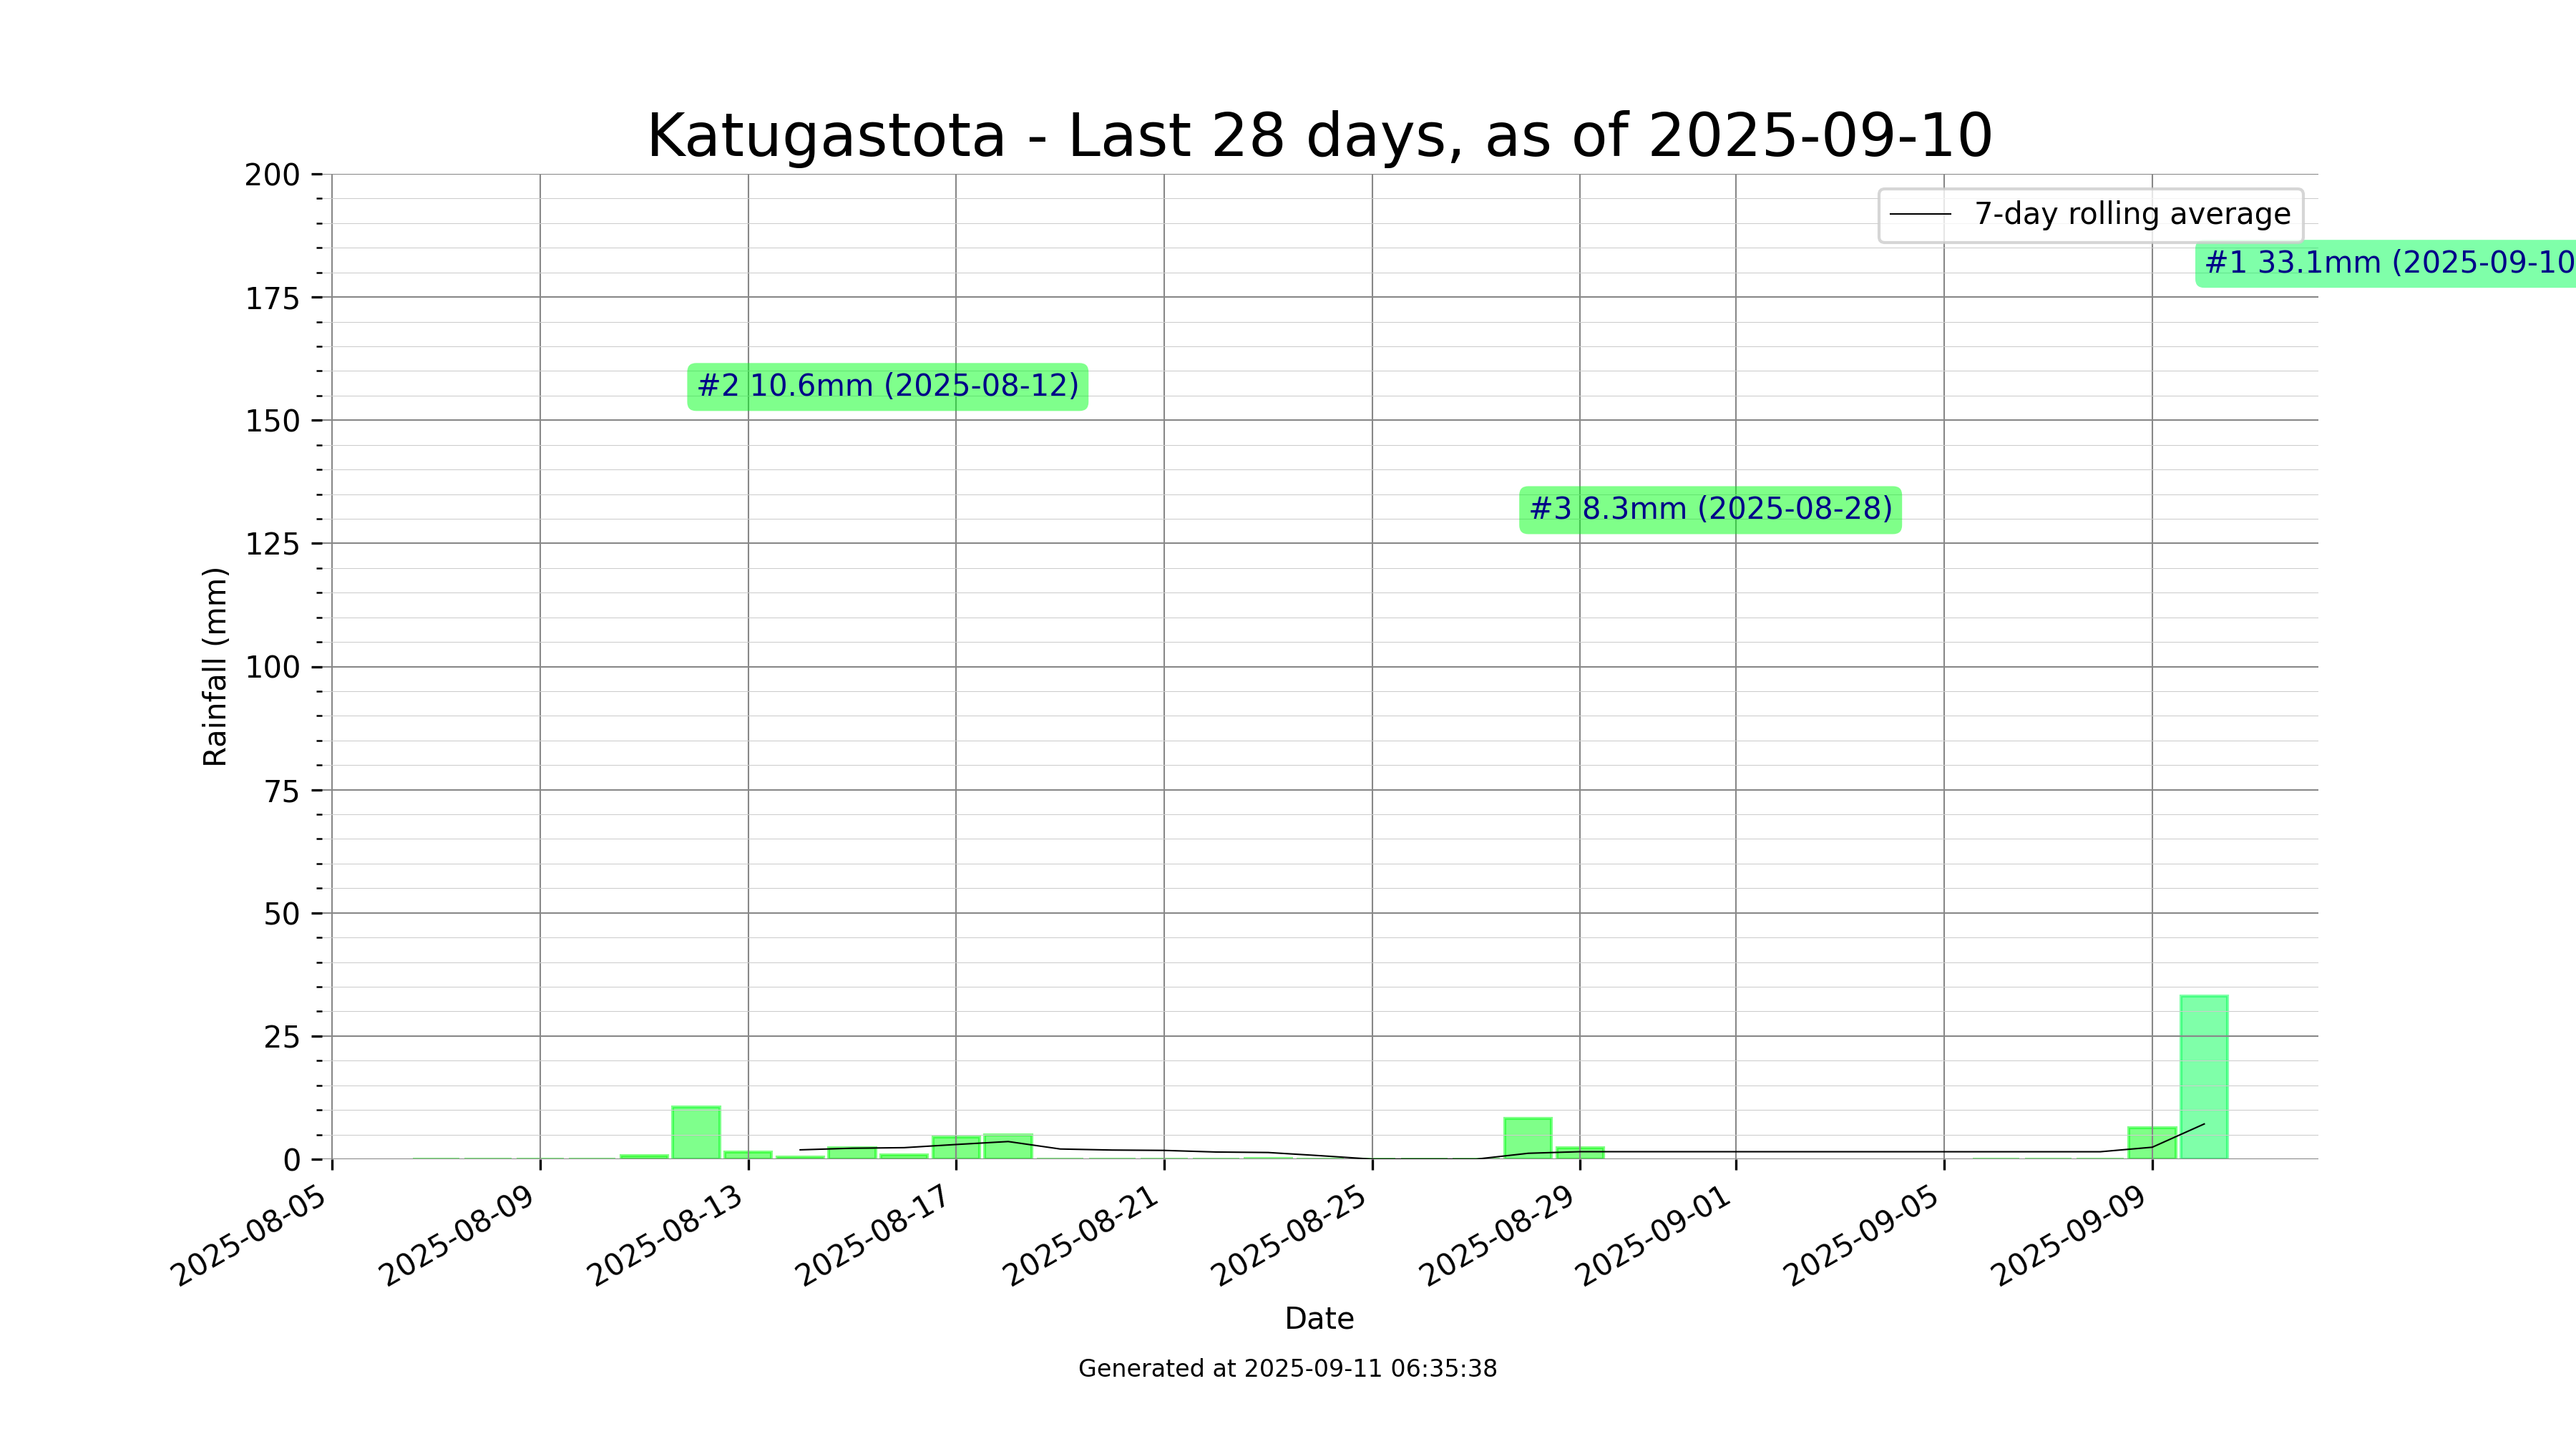 Katugastota - Last 28 days, as of 2025-09-10
200
175
150
125
100
75
50
25
0
Rainfall (mm)
7-day rolling average
#1 33.1mm (2025-09-10
#2 10.6mm (2025-08-12)
#3 8.3mm (2025-08-28)
2025-08-05
2025-08-09
2025-08-13
2025-08-17
2025-08-21
2025-08-25
2025-08-29
2025-09-01
2025-09-05
2025-09-09
Date
Generated at 2025-09-11 06:35:38